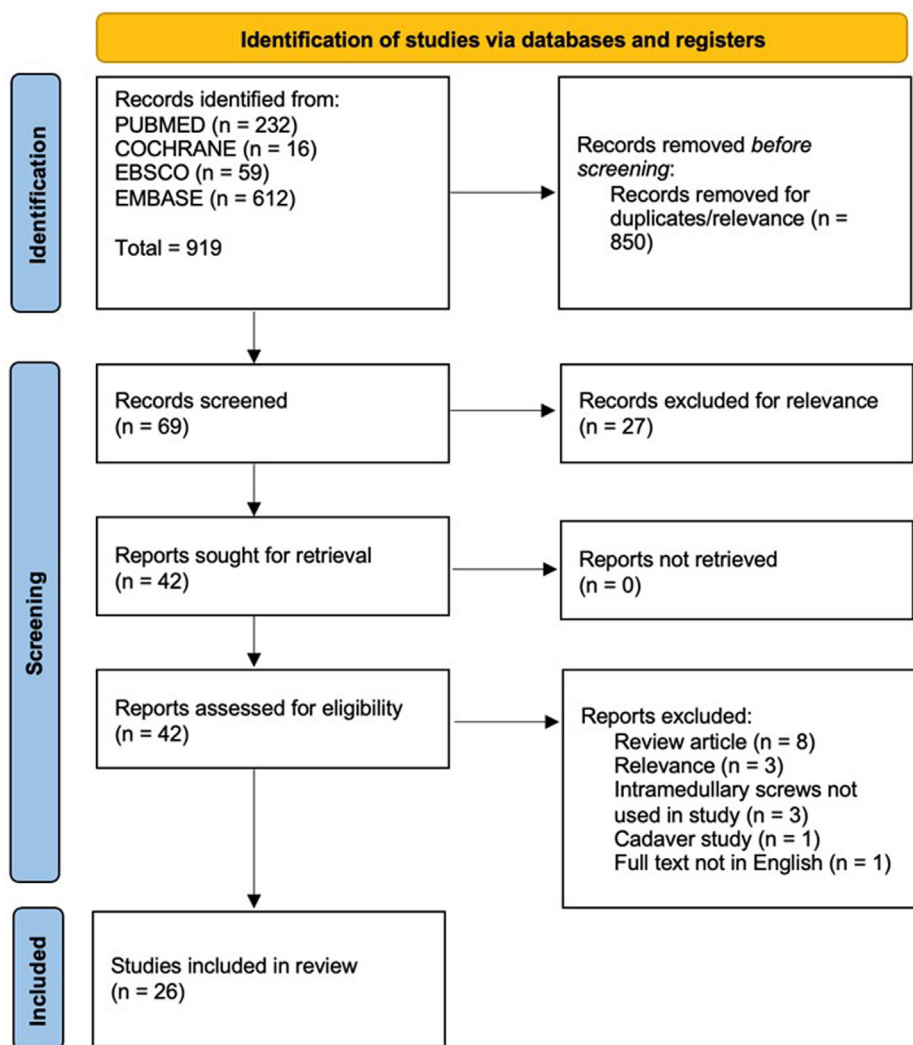 Identification of studies via databases and registers
Identification
Records identified from:
PUBMED (n = 232)
COCHRANE (n = 16)
EBSCO (n = 59)
EMBASE (n = 612)
Total = 919
Records removed before
screening:
Records removed for
duplicates/relevance (n =
850)
Screening
Records screened
(n = 69)
Records excluded for relevance
(n = 27)
Reports sought for retrieval
(n = 42)
Reports not retrieved
(n = 0)
Reports assessed for eligibility
(n = 42)
Reports excluded:
Review article (n = 8)
Relevance (n = 3)
Intramedullary screws not
used in study (n = 3)
Cadaver study (n = 1)
Full text not in English (n = 1)
Included
Studies included in review
(n = 26)